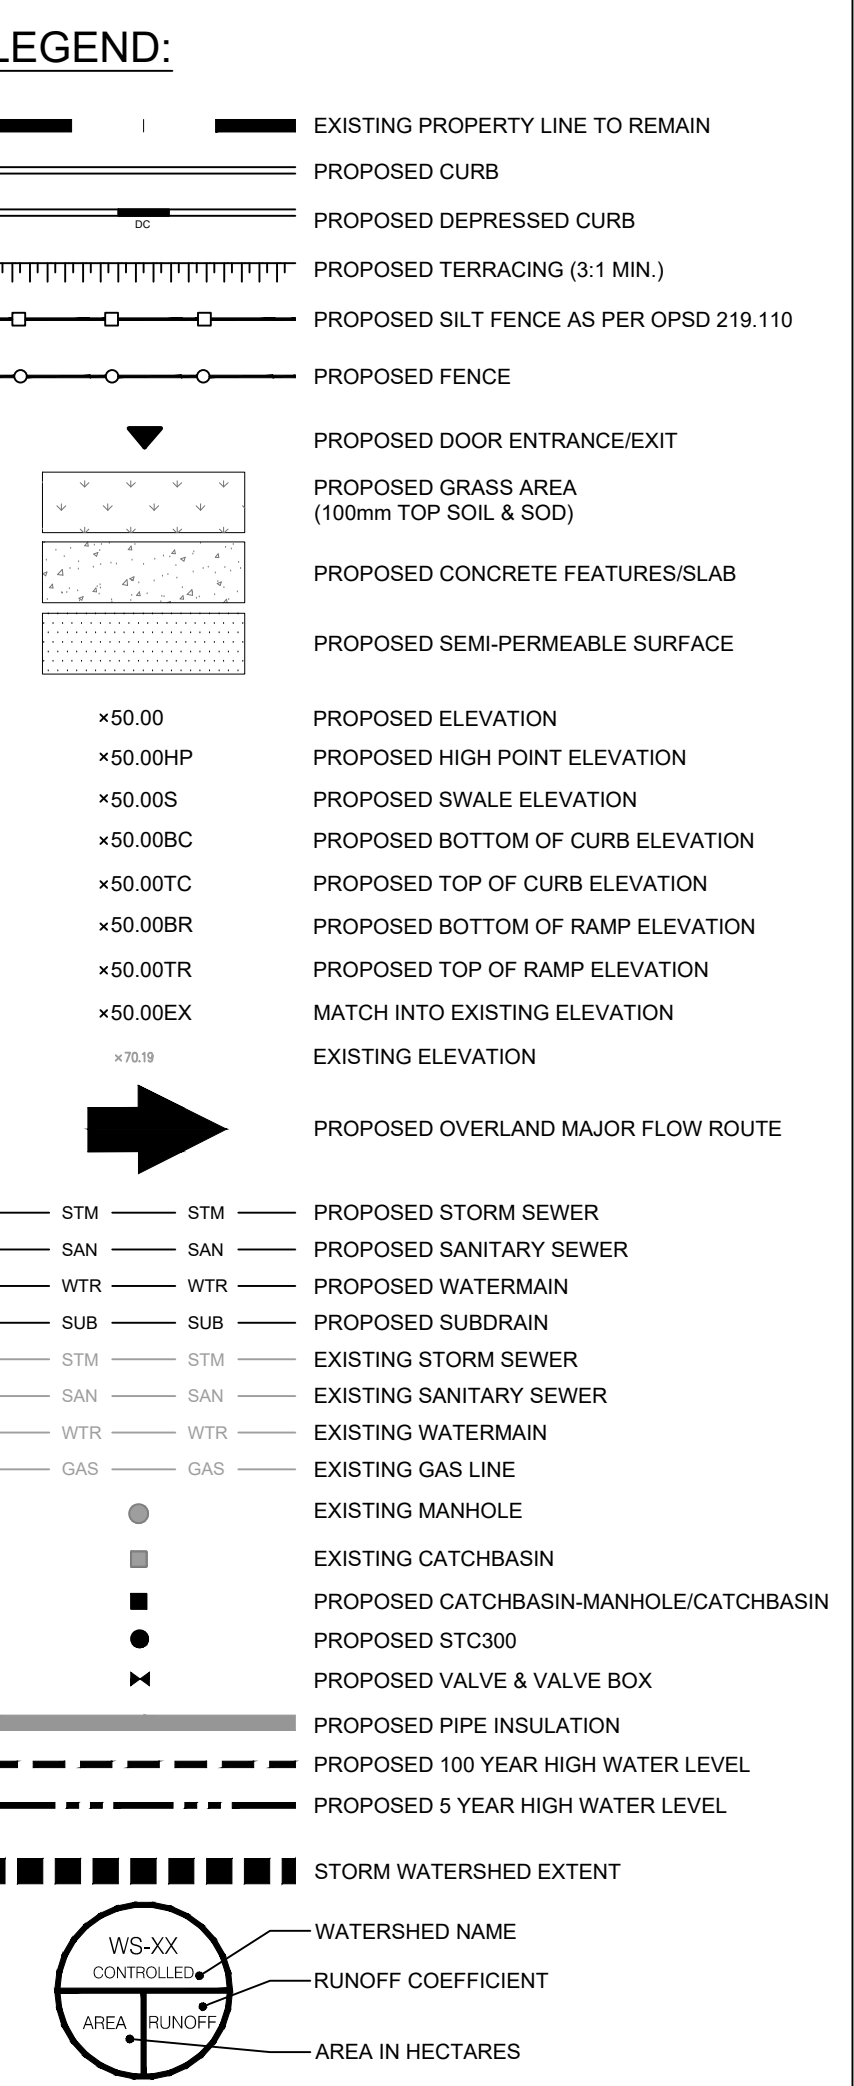 LEGEND:
EXISTING PROPERTY LINE TO REMAIN
PROPOSED CURB
DC PROPOSED DEPRESSED CURB
PROPOSED TERRACING (3:1 MIN.)
PROPOSED SILT FENCE AS PER OPSD 219.110
PROPOSED FENCE
PROPOSED DOOR ENTRANCE/EXIT
PROPOSED GRASS AREA
(100mm TOP SOIL & SOD)
PROPOSED CONCRETE FEATURES/SLAB
PROPOSED SEMI-PERMEABLE SURFACE
×50.00 PROPOSED ELEVATION
×50.00HP PROPOSED HIGH POINT ELEVATION
×50.00S PROPOSED SWALE ELEVATION
×50.00BC PROPOSED BOTTOM OF CURB ELEVATION
×50.00TC PROPOSED TOP OF CURB ELEVATION
×50.00BR PROPOSED BOTTOM OF RAMP ELEVATION
×50.00TR PROPOSED TOP OF RAMP ELEVATION
×50.00EX MATCH INTO EXISTING ELEVATION
×70.19 EXISTING ELEVATION
PROPOSED OVERLAND MAJOR FLOW ROUTE
STM STM PROPOSED STORM SEWER
SAN SAN PROPOSED SANITARY SEWER
WTR WTR PROPOSED WATERMAIN
SUB SUB PROPOSED SUBDRAIN
STM STM EXISTING STORM SEWER
SAN SAN EXISTING SANITARY SEWER
WTR WTR EXISTING WATERMAIN
GAS GAS EXISTING GAS LINE
EXISTING MANHOLE
EXISTING CATCHBASIN
PROPOSED CATCHBASIN-MANHOLE/CATCHBASIN
PROPOSED STC300
PROPOSED VALVE & VALVE BOX
PROPOSED PIPE INSULATION
PROPOSED 100 YEAR HIGH WATER LEVEL
PROPOSED 5 YEAR HIGH WATER LEVEL
STORM WATERSHED EXTENT
WATERSHED NAME
WS-XX
CONTROLLED
RUNOFF COEFFICIENT
AREA RUNOFF
AREA IN HECTARES